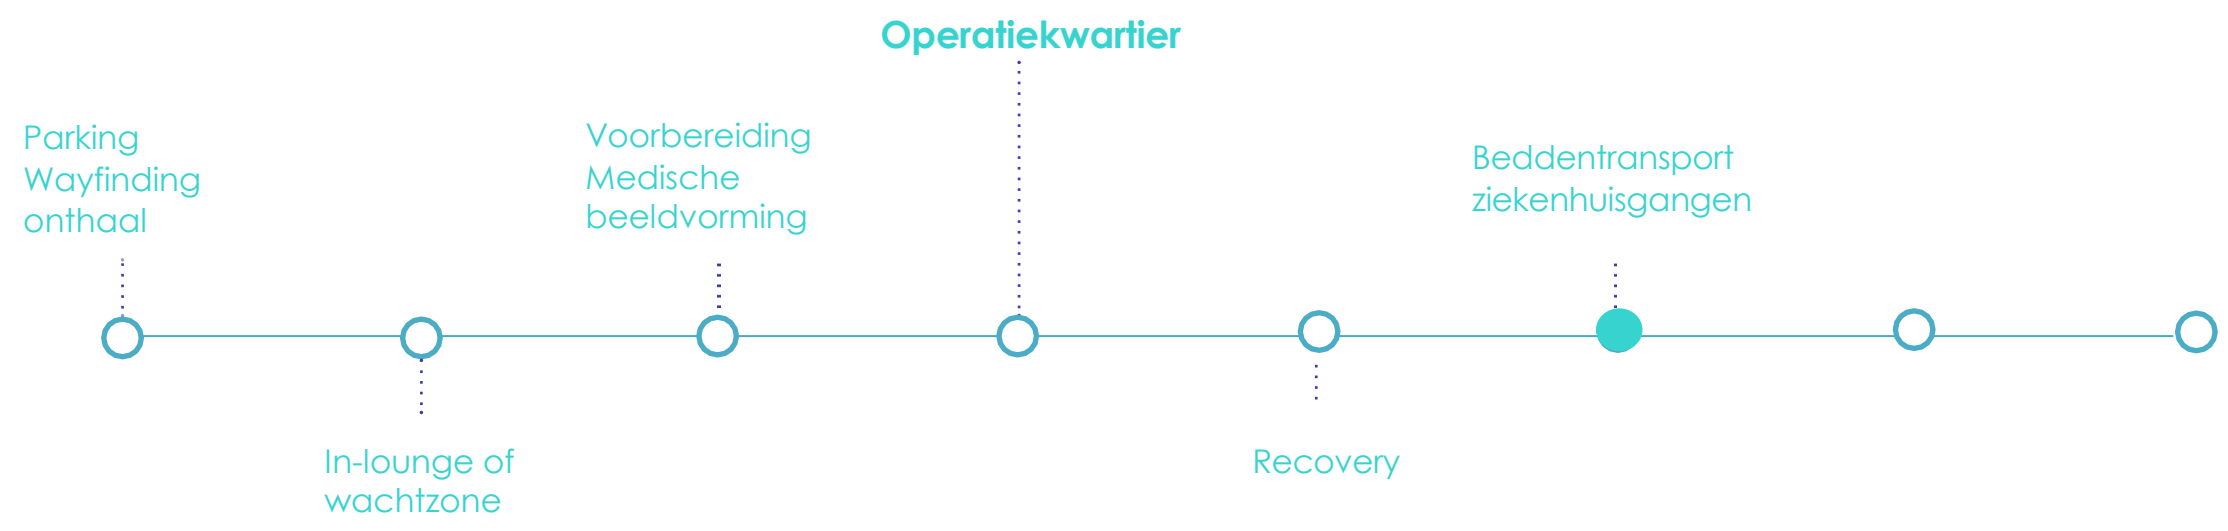 Operatiekwartier
Parking
Wayfinding
onthaal
Voorbereiding
Medische
beeldvorming
Beddentransport
ziekenhuisgangen
In-lounge of
wachtzone
Recovery